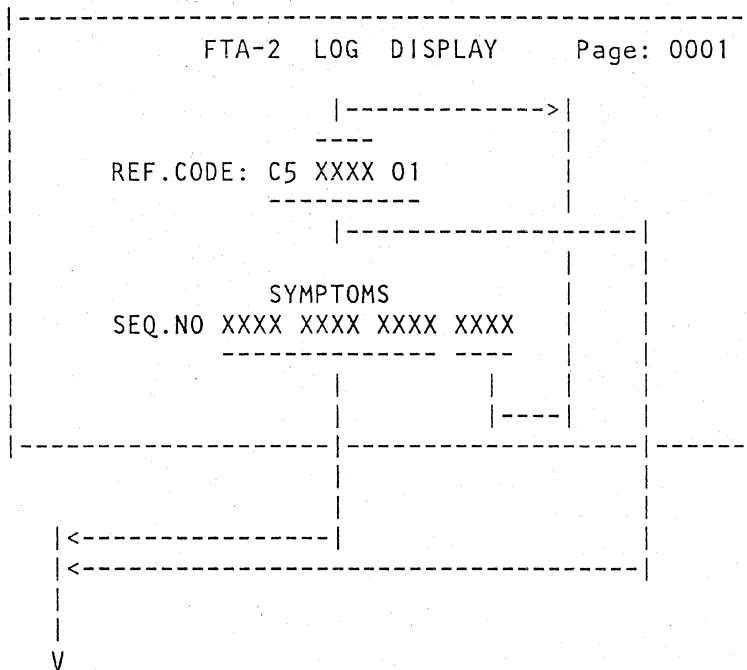 FTA-2 LOG DISPLAY Page: 0001
REF.CODE: C5 XXXX 01
SYMPTOMS
SEQ.NO XXXX XXXX XXXX XXXX
V